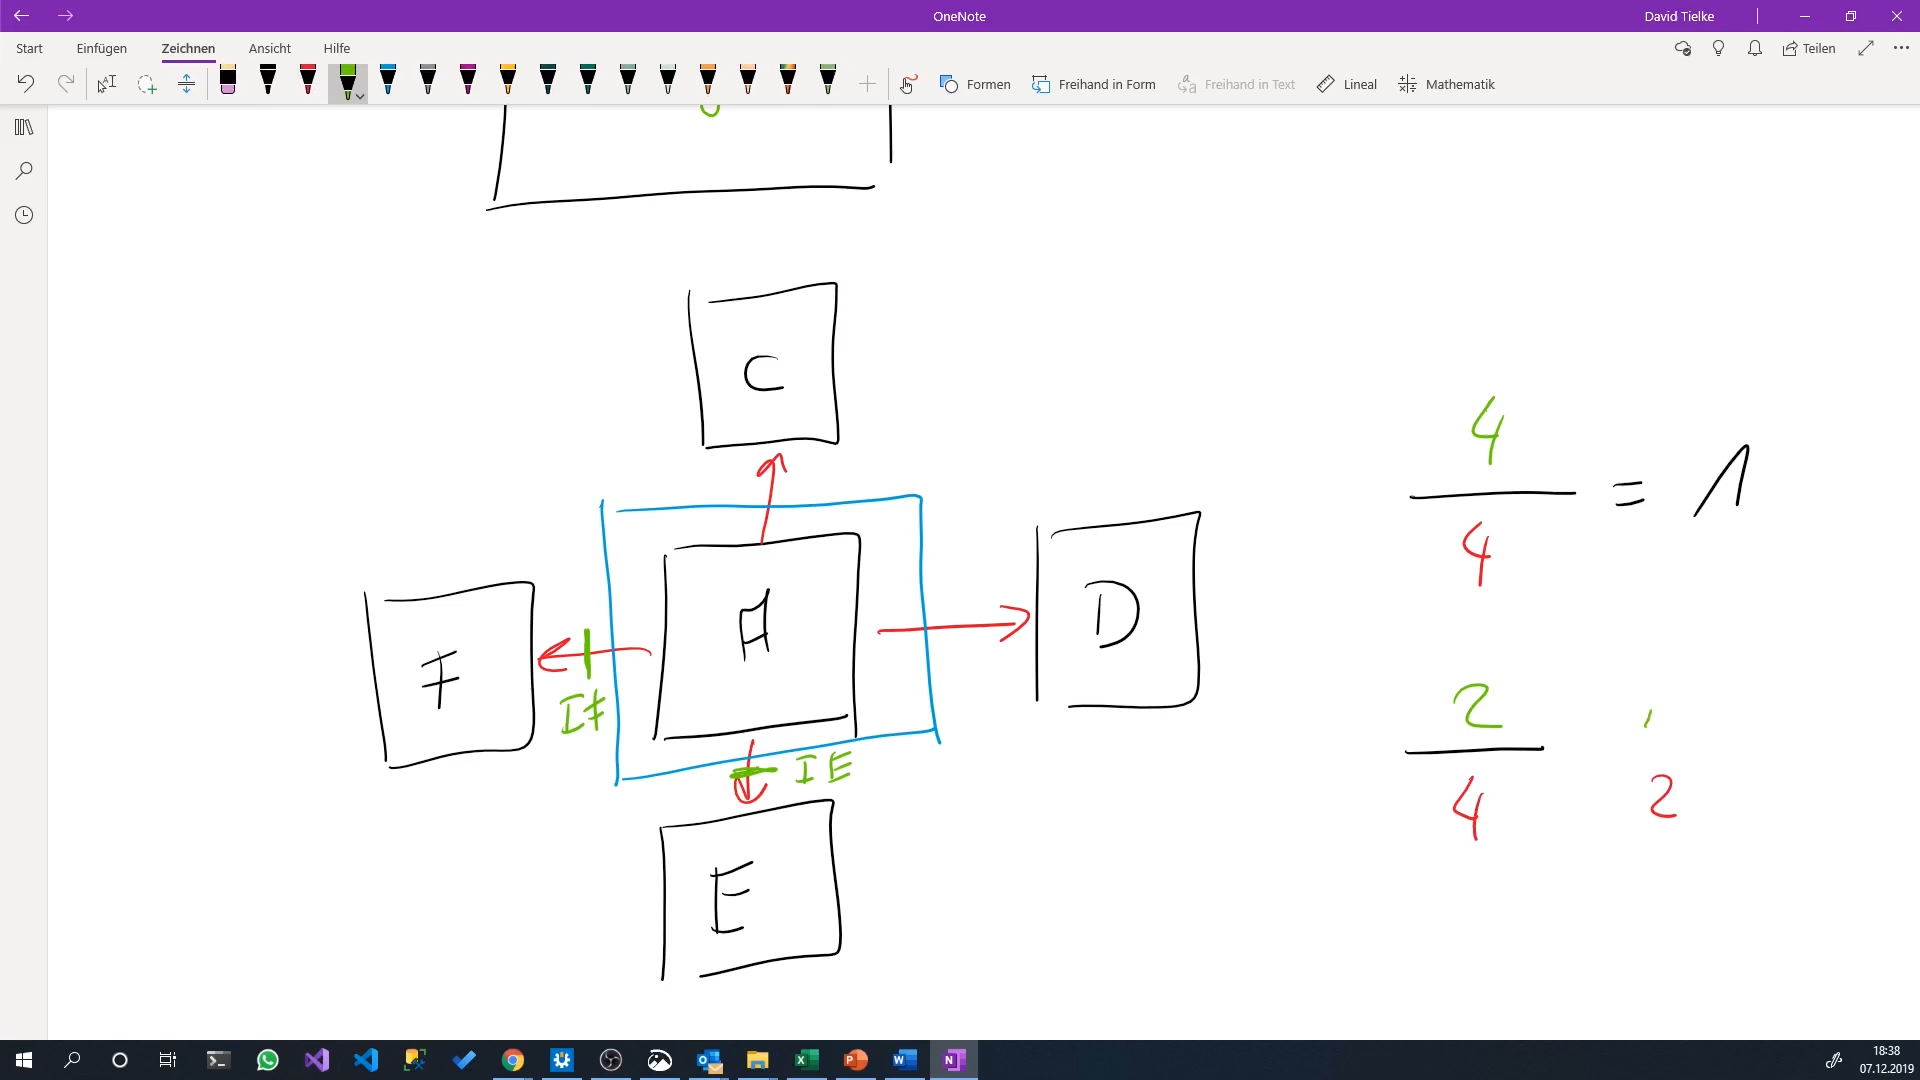 OneNote
David Tielke
Start Einfügen Zeichnen Ansicht Hilfe
Teilen
Formen Freihand in Form Freihand in Text Lineal Mathematik
C
4
4
= 1
A
D
F
IF
IE
2
4
2
E
18:38
07.12.2019